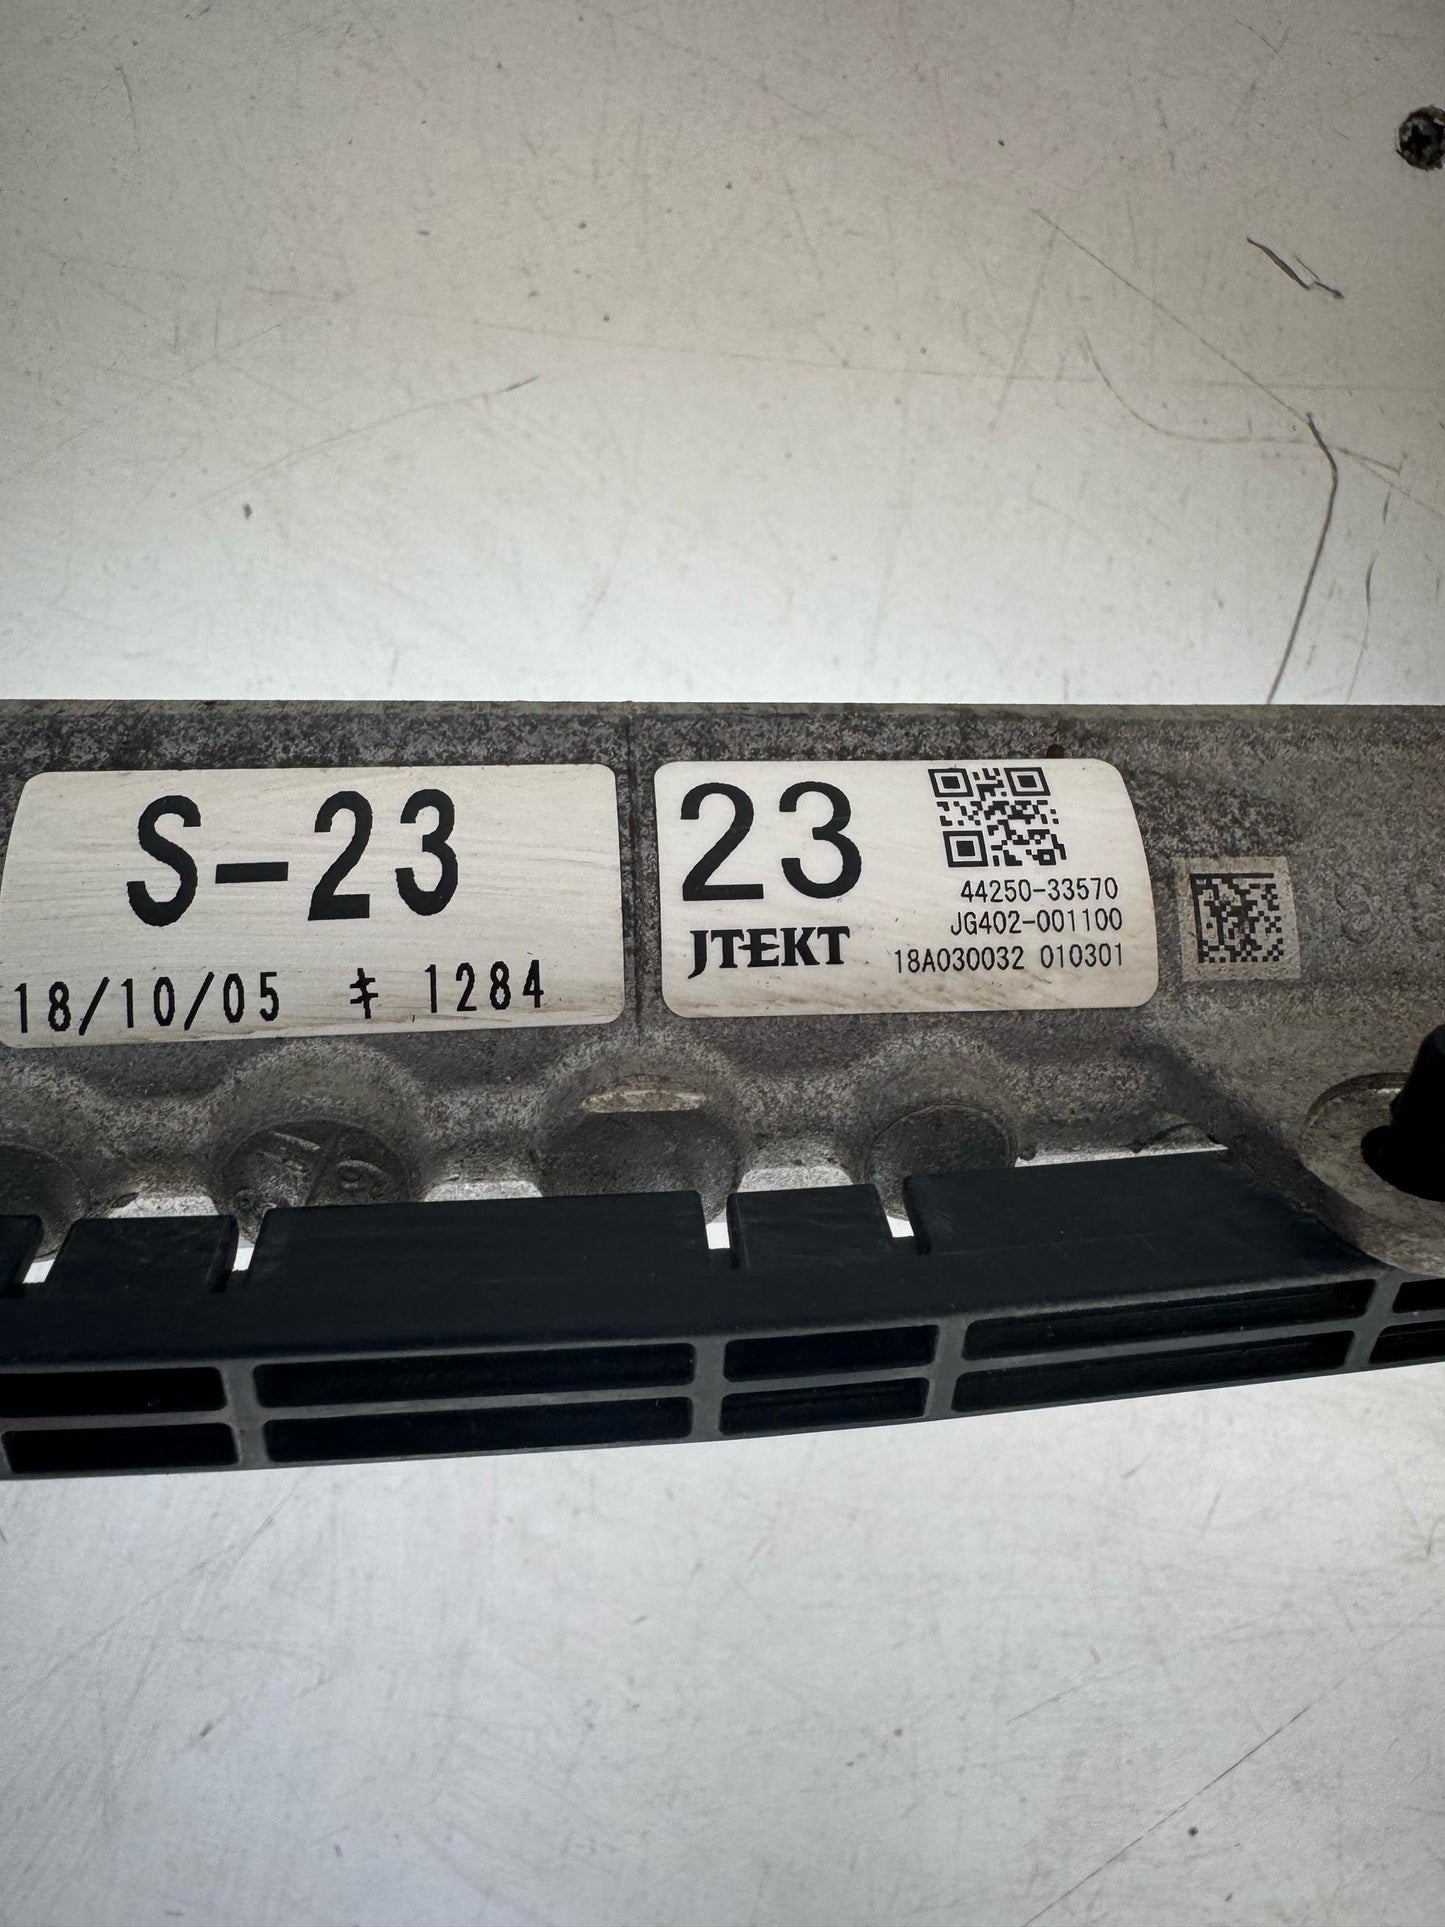 S-23
18/10/05 キ 1284
23
JTEKT
44250-33570
JG402-001100
18A030032 010301